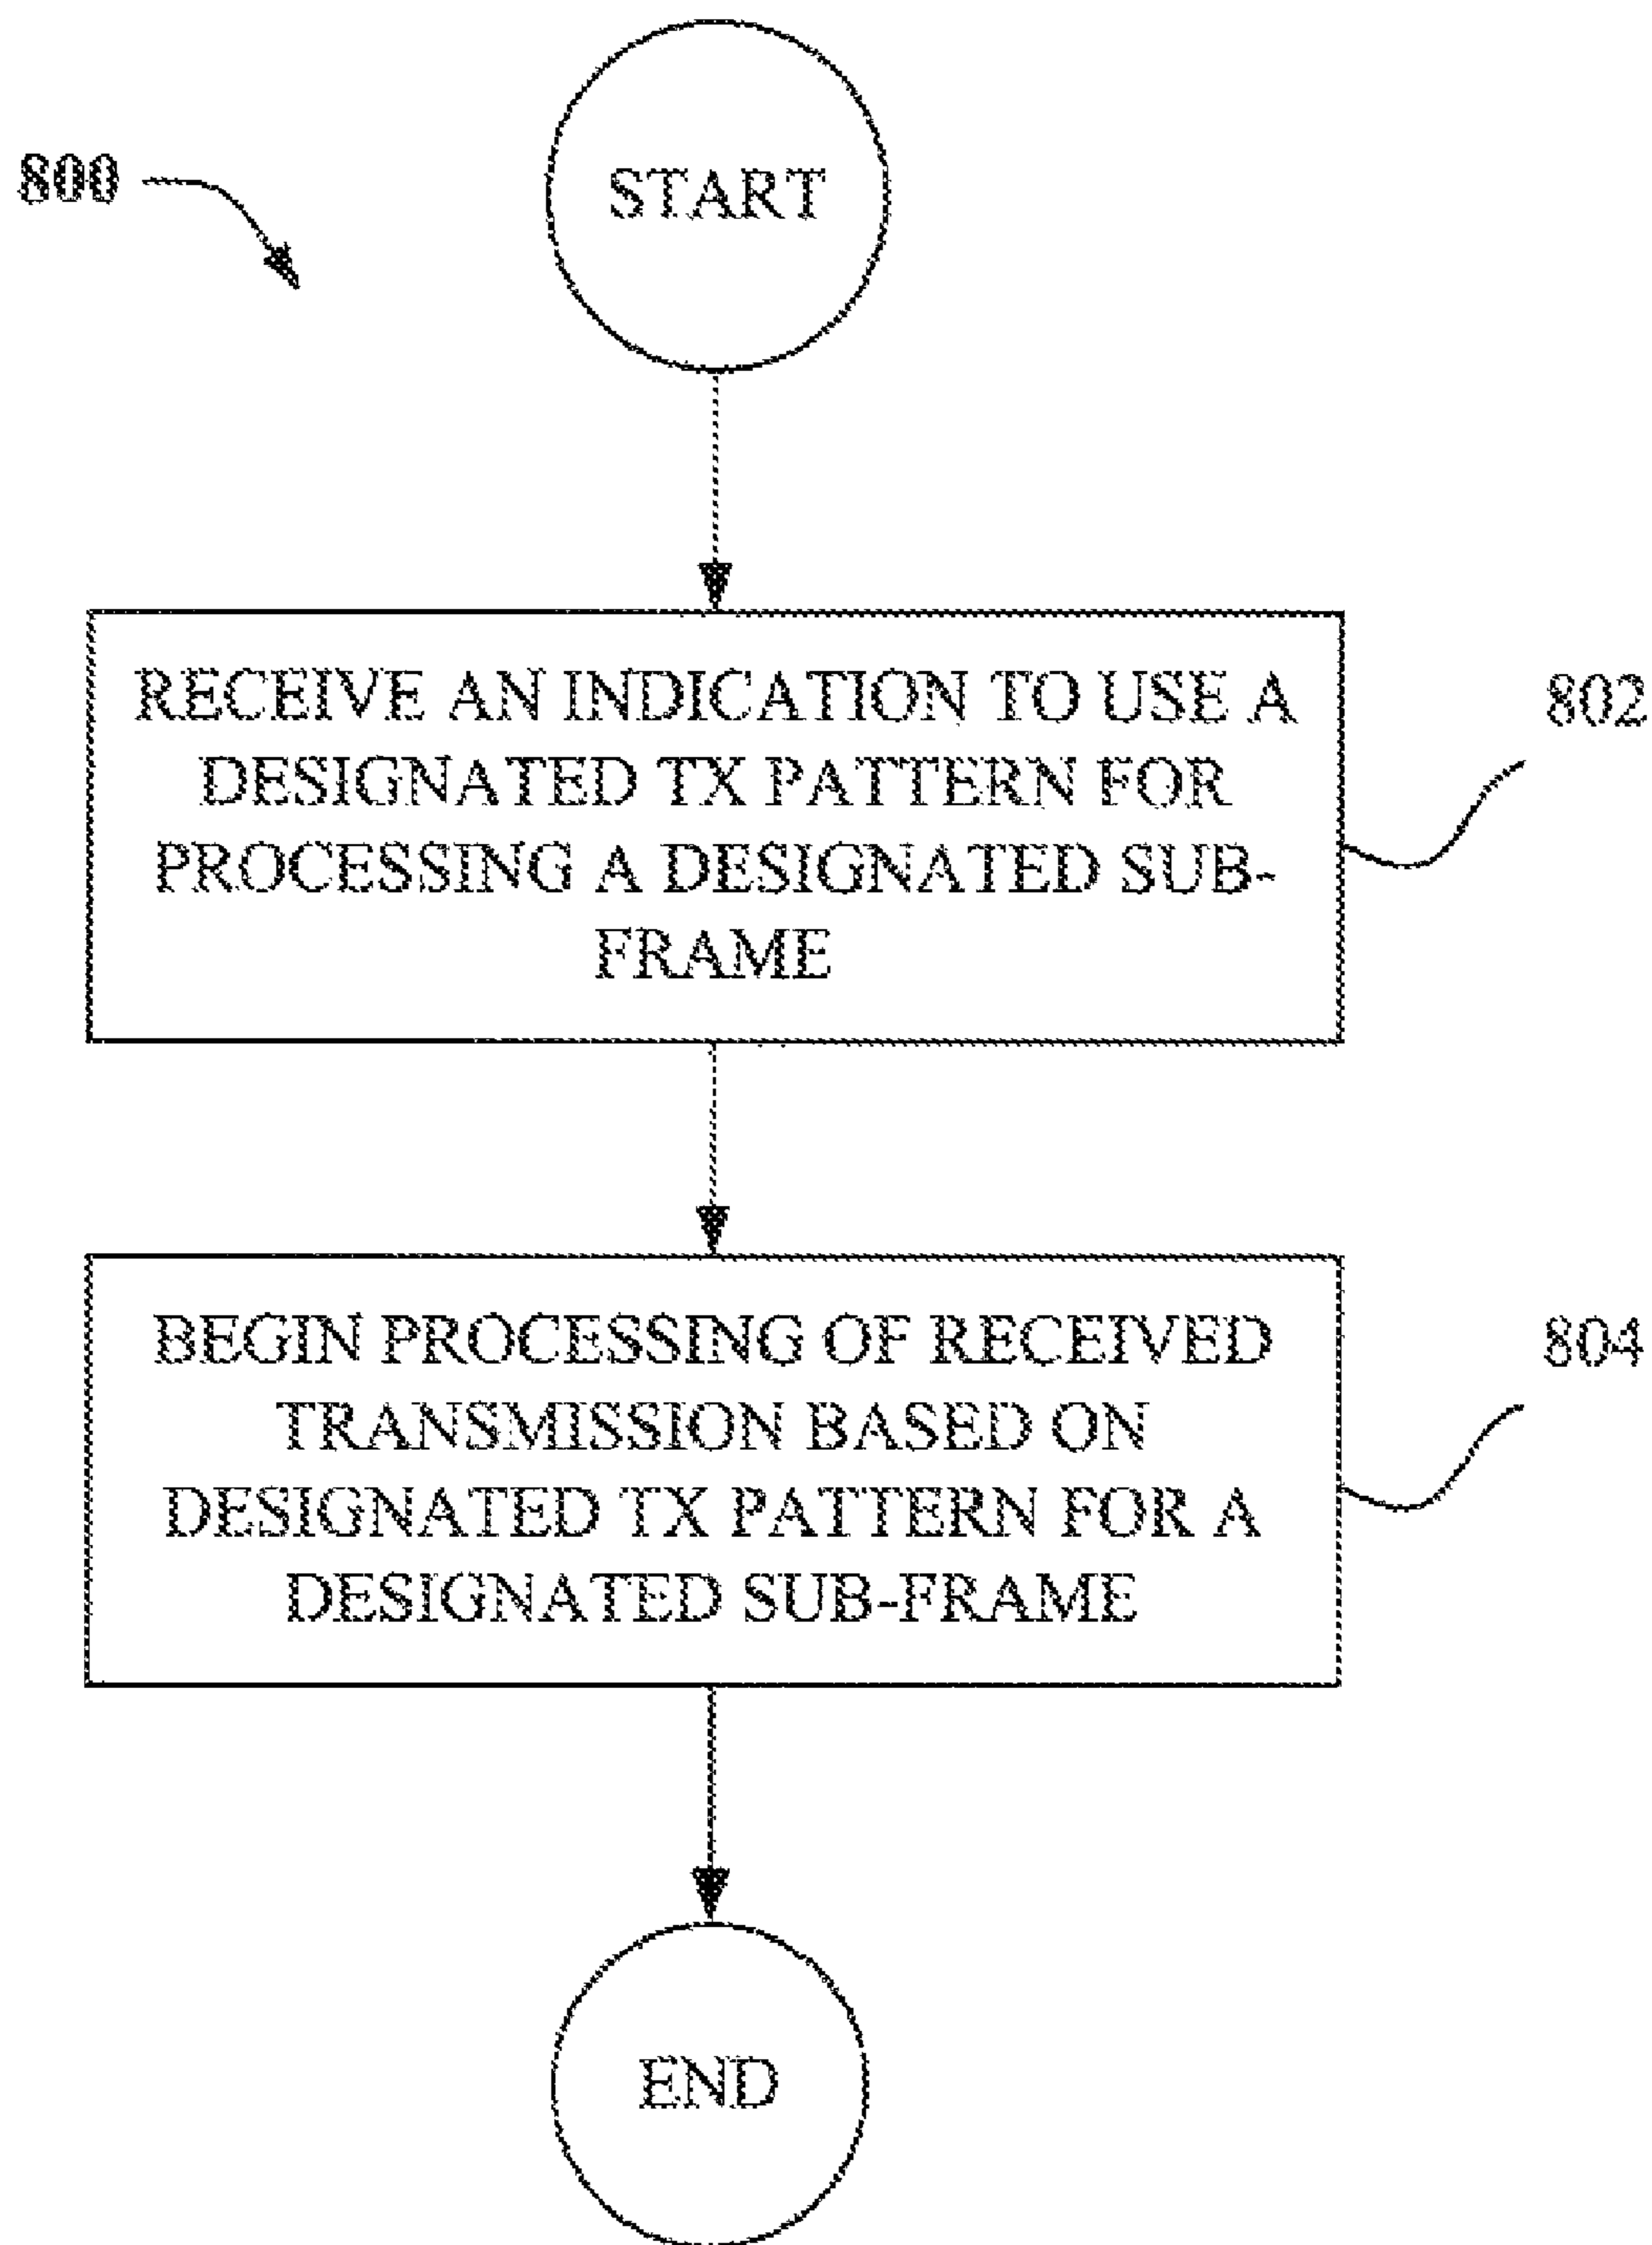 800
START
RECEIVE AN INDICATION TO USE A
DESIGNATED TX PATTERN FOR
PROCESSING A DESIGNATED SUB-
FRAME
802
BEGIN PROCESSING OF RECEIVED
TRANSMISSION BASED ON
DESIGNATED TX PATTERN FOR A
DESIGNATED SUB-FRAME
804
END